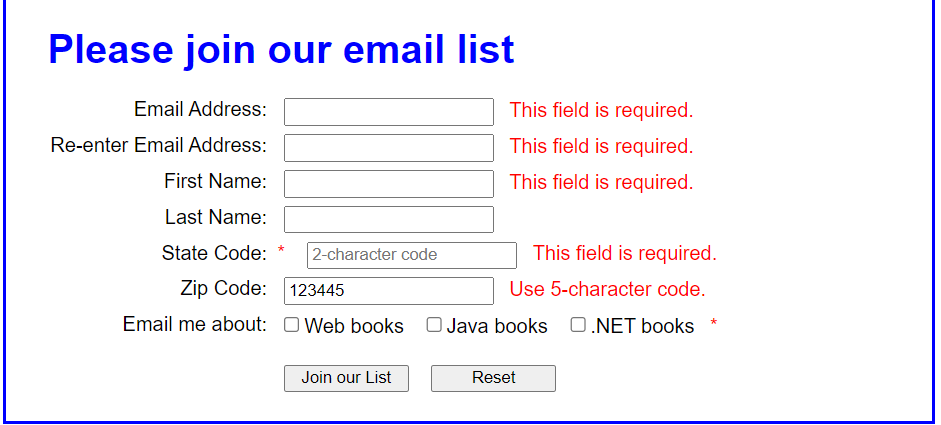 Please join our email list
Email Address: This field is required.
Re-enter Email Address: This field is required.
First Name: This field is required.
Last Name:
State Code: * 2-character code This field is required.
Zip Code: 123445 Use 5-character code.
Email me about: Web books Java books .NET books *
Join our List Reset